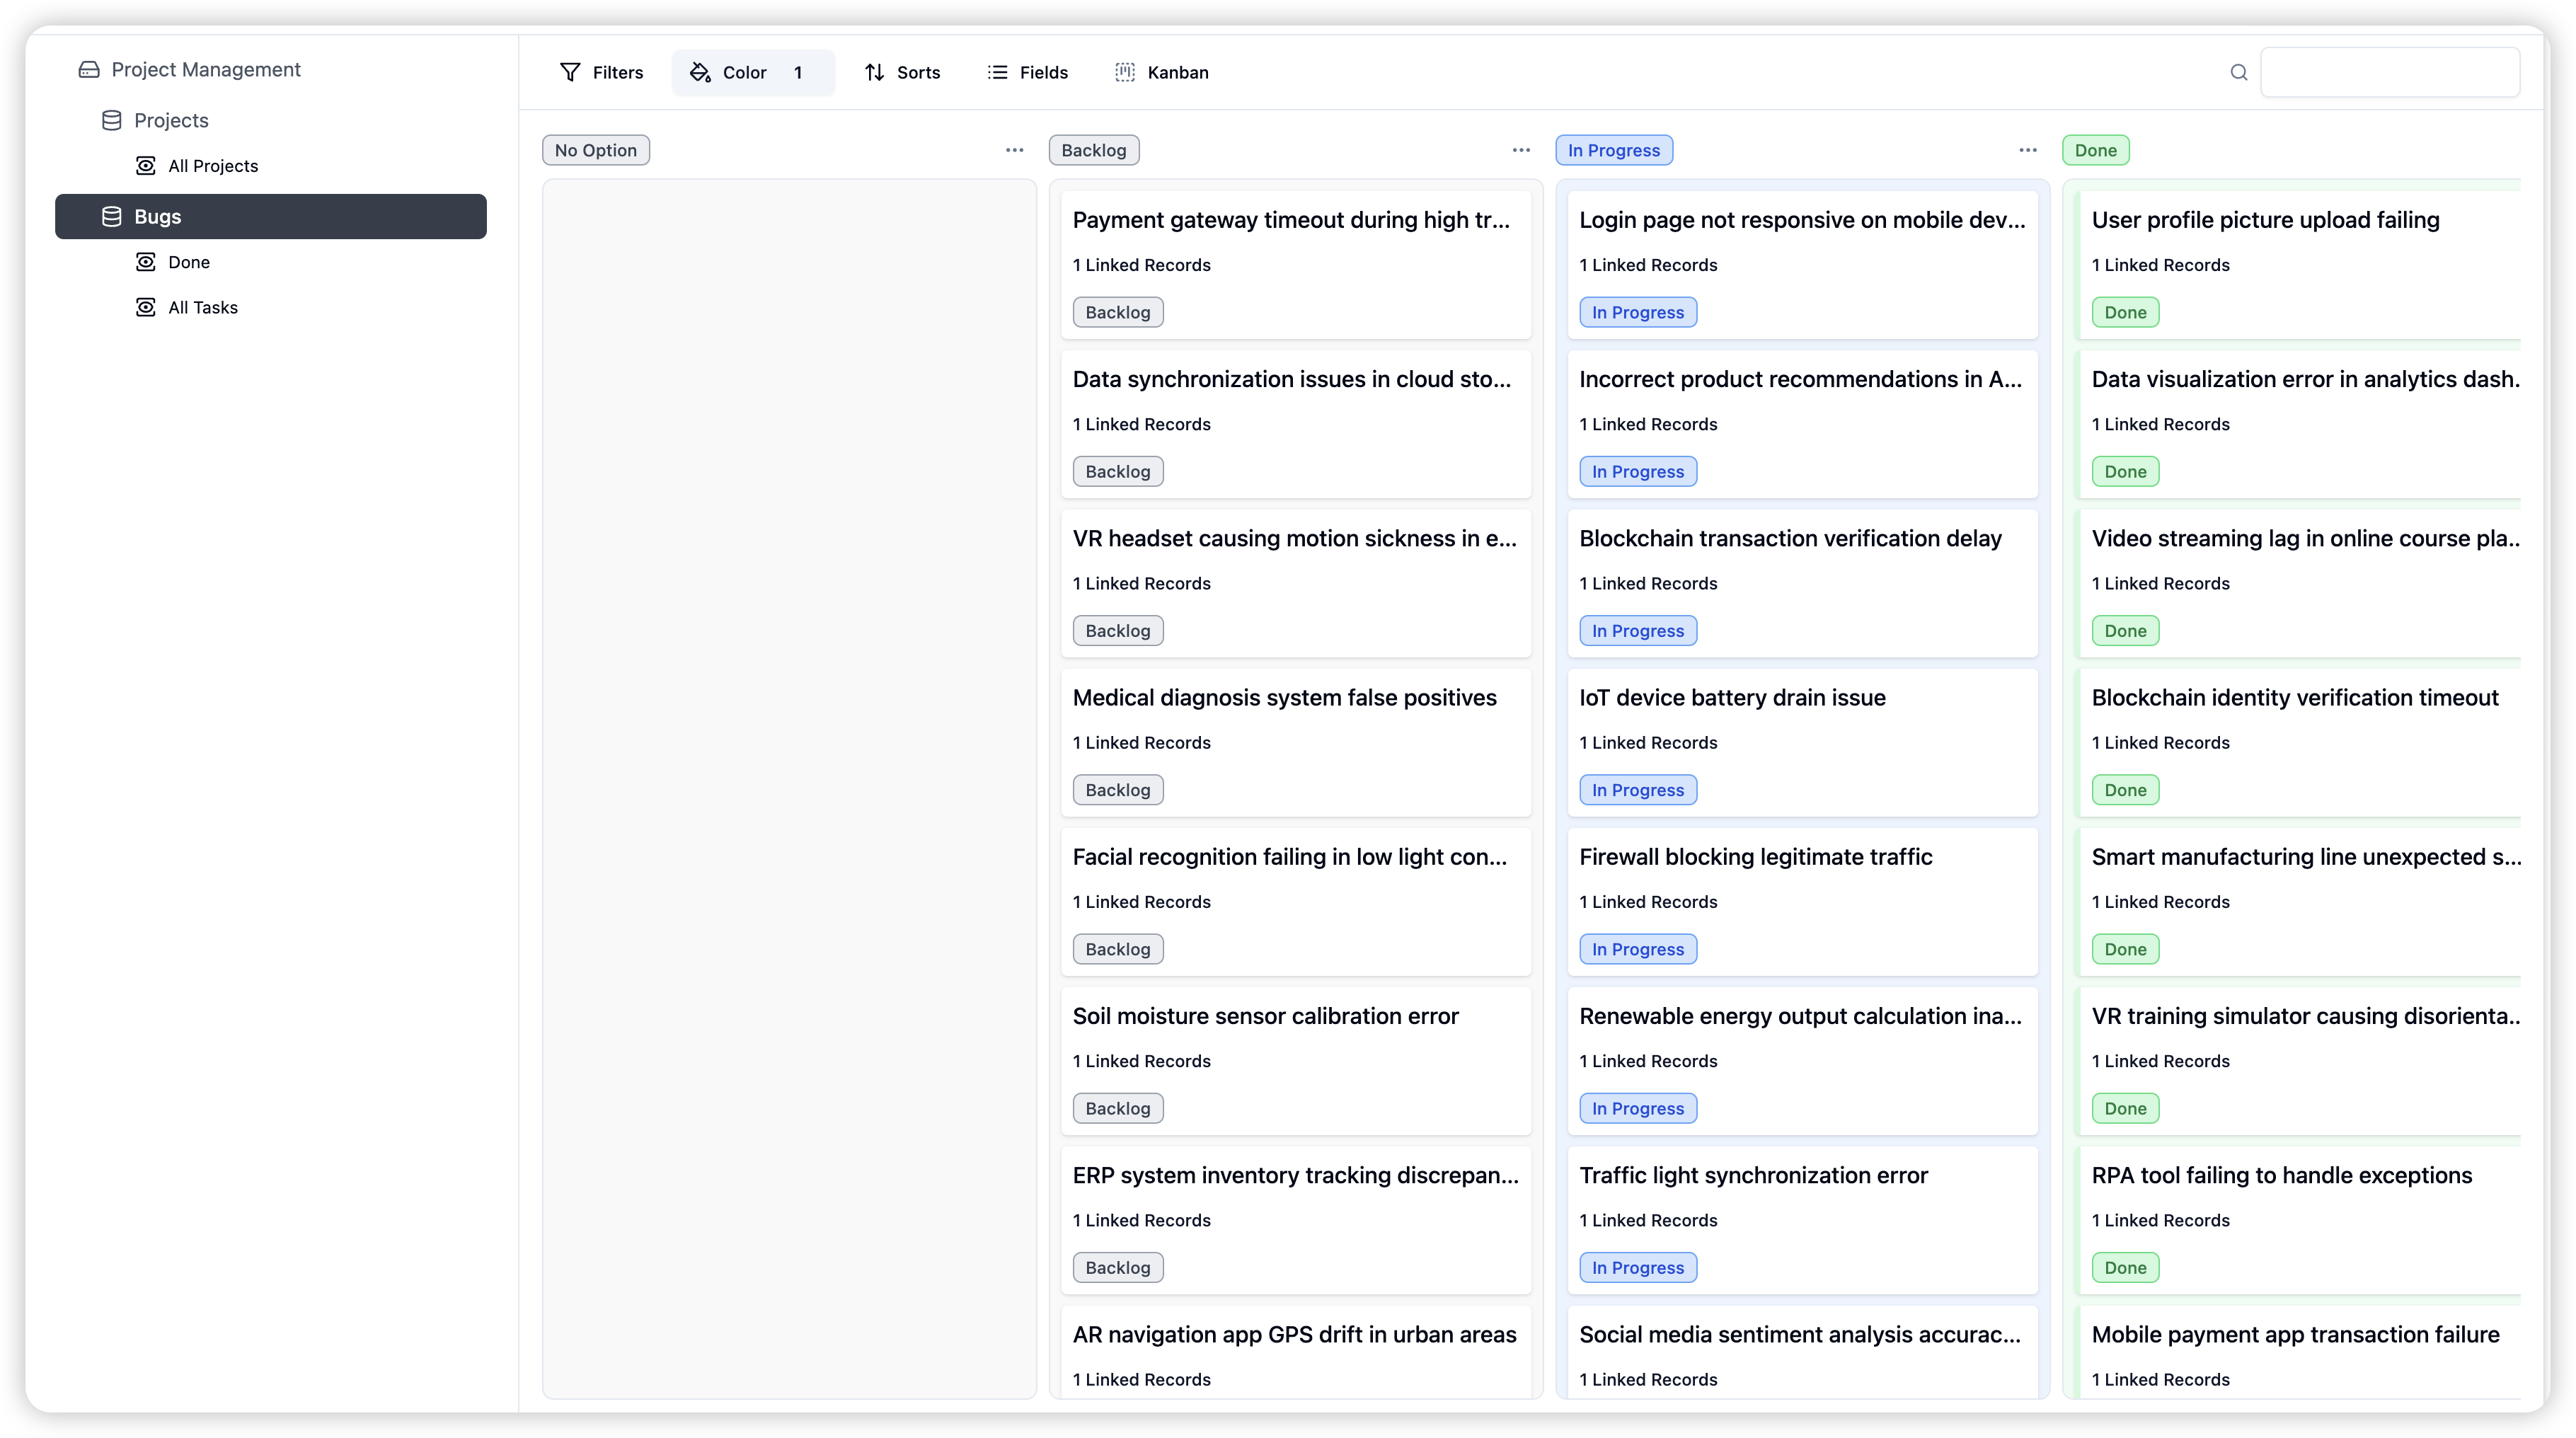 Project Management
Projects
All Projects
Bugs
Done
All Tasks
Filters
Color 1
Sorts
Fields
Kanban
No Option
Backlog
Payment gateway timeout during high tr...
1 Linked Records
Backlog
Data synchronization issues in cloud sto...
1 Linked Records
Backlog
VR headset causing motion sickness in e...
1 Linked Records
Backlog
Medical diagnosis system false positives
1 Linked Records
Backlog
Facial recognition failing in low light con...
1 Linked Records
Backlog
Soil moisture sensor calibration error
1 Linked Records
Backlog
ERP system inventory tracking discrepan...
1 Linked Records
Backlog
AR navigation app GPS drift in urban areas
1 Linked Records
In Progress
Login page not responsive on mobile dev...
1 Linked Records
In Progress
Incorrect product recommendations in A...
1 Linked Records
In Progress
Blockchain transaction verification delay
1 Linked Records
In Progress
IoT device battery drain issue
1 Linked Records
In Progress
Firewall blocking legitimate traffic
1 Linked Records
In Progress
Renewable energy output calculation ina...
1 Linked Records
In Progress
Traffic light synchronization error
1 Linked Records
In Progress
Social media sentiment analysis accurac...
1 Linked Records
Done
User profile picture upload failing
1 Linked Records
Done
Data visualization error in analytics dash.
1 Linked Records
Done
Video streaming lag in online course pla..
1 Linked Records
Done
Blockchain identity verification timeout
1 Linked Records
Done
Smart manufacturing line unexpected s...
1 Linked Records
Done
VR training simulator causing disorienta..
1 Linked Records
Done
RPA tool failing to handle exceptions
1 Linked Records
Done
Mobile payment app transaction failure
1 Linked Records